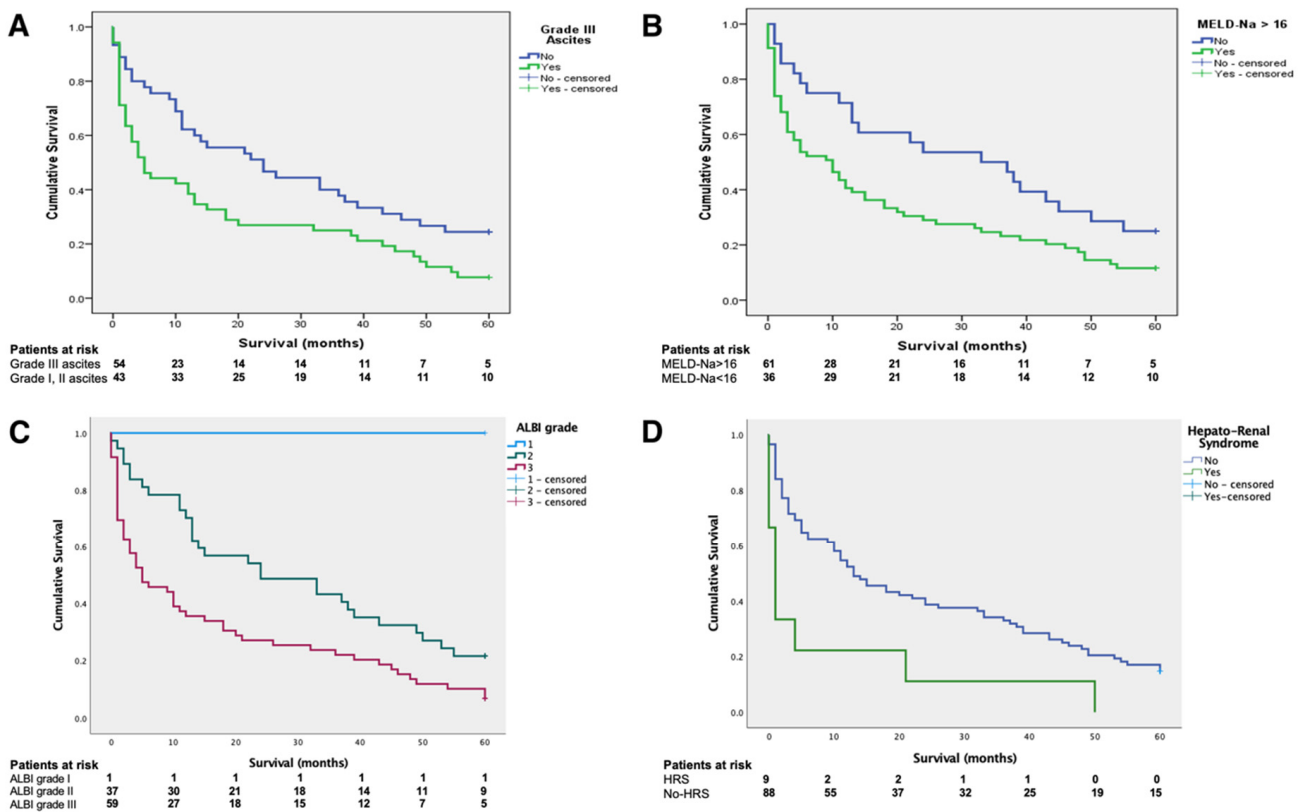 A
Grade III
Ascites
No
Yes
No - censored
Yes - censored
Cumulative Survival
1.0
0.8
0.6
0.4
0.2
0.0
0 10 20 30 40 50 60
Survival (months)
Patients at risk
Grade III ascites 54 23 14 14 11 7 5
Grade I, II ascites 43 33 25 19 14 11 10
B
MELD-Na > 16
No
Yes
No - censored
Yes - censored
Cumulative Survival
1.0
0.8
0.6
0.4
0.2
0.0
0 10 20 30 40 50 60
Survival (months)
Patients at risk
MELD-Na>16 61 28 21 16 11 7 5
MELD-Na<16 36 29 21 18 14 12 10
C
ALBI grade
1
2
3
1 - censored
2 - censored
3 - censored
Cumulative Survival
1.0
0.8
0.6
0.4
0.2
0.0
0 10 20 30 40 50 60
Survival (months)
Patients at risk
ALBI grade I 1 1 1 1 1 1 1
ALBI grade II 37 30 21 18 14 11 9
ALBI grade III 59 27 18 15 12 7 5
D
Hepato-Renal
Syndrome
No
Yes
No - censored
Yes-censored
Cumulative Survival
1.0
0.8
0.6
0.4
0.2
0.0
0 10 20 30 40 50 60
Survival (months)
Patients at risk
HRS 9 2 2 1 1 0 0
No-HRS 88 55 37 32 25 19 15